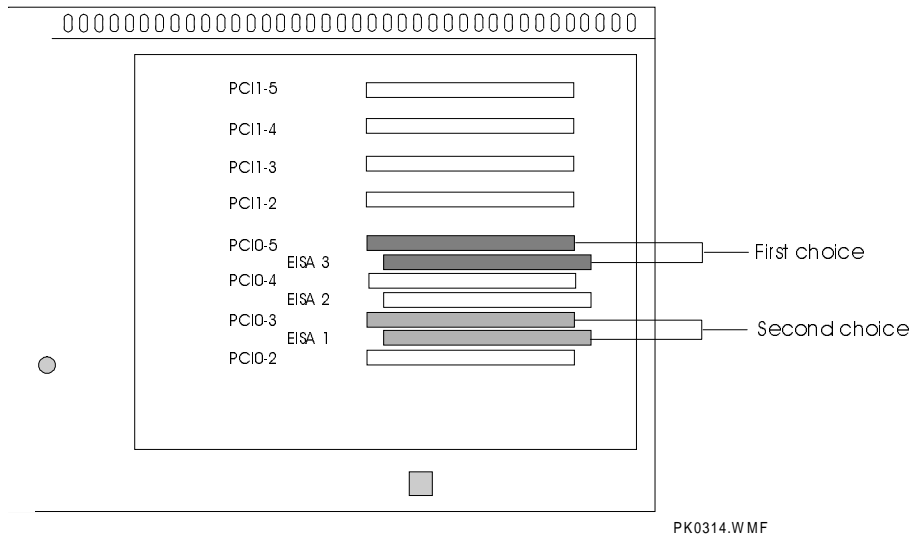 PCI1-5
PCI1-4
PCI1-3
PCI1-2
PCI0-5
First choice
EISA 3
PCI0-4
EISA 2
PCI0-3
Second choice
EISA 1
PCI0-2
PK0314.WMF